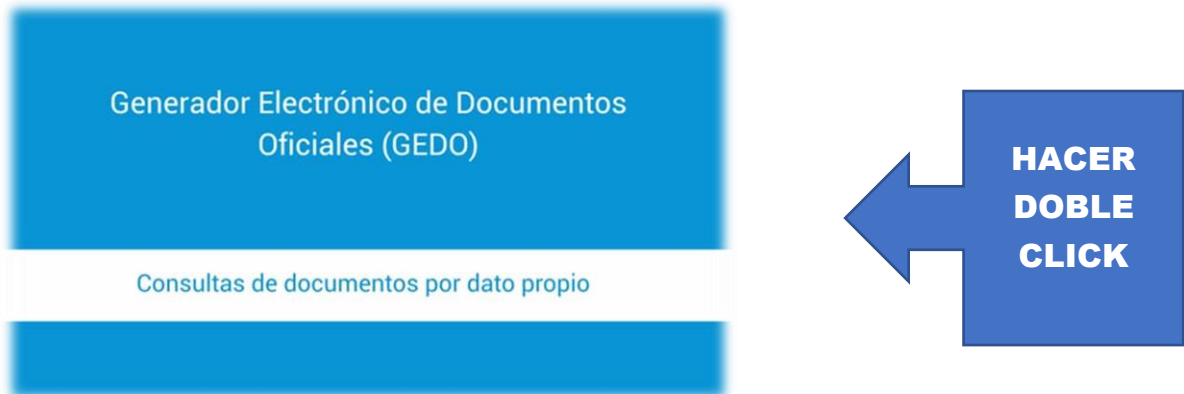 Generador Electrónico de Documentos
Oficiales (GEDO)
Consultas de documentos por dato propio
HACER
DOBLE
CLICK